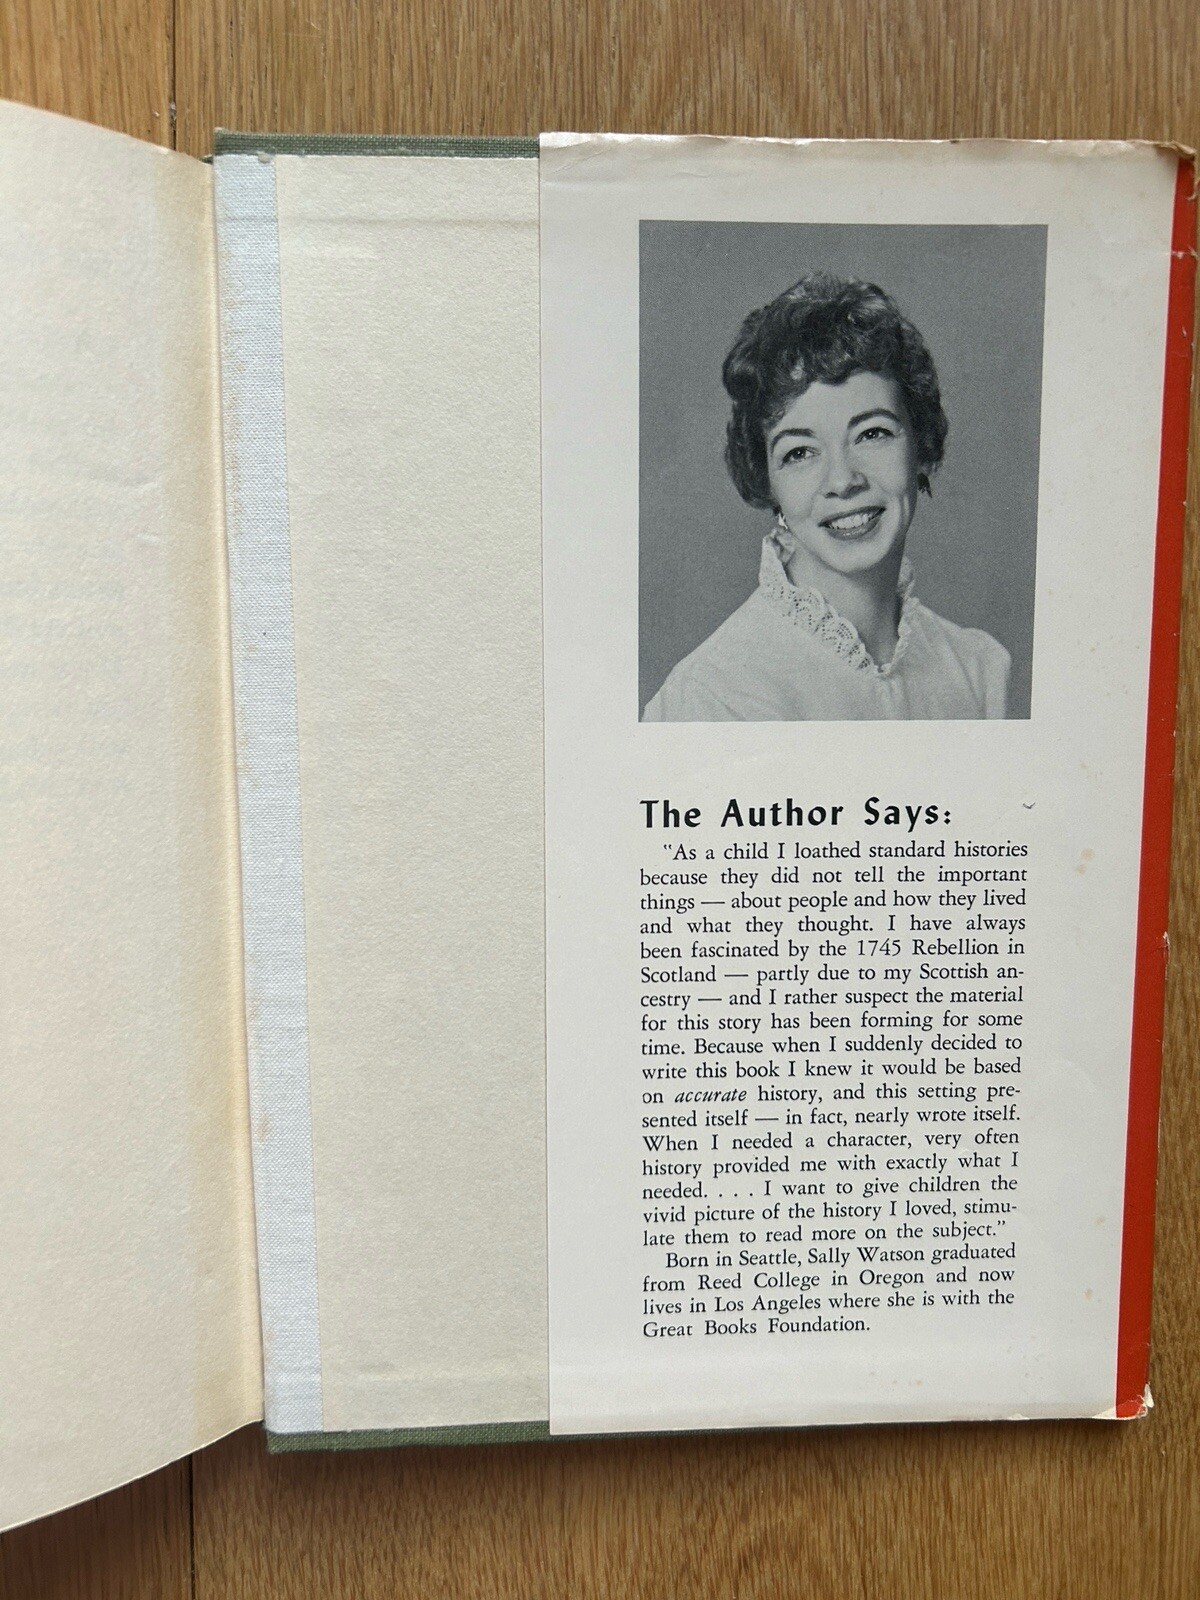 The Author Says:
"As a child I loathed standard histories
because they did not tell the important
things — about people and how they lived
and what they thought. I have always
been fascinated by the 1745 Rebellion in
Scotland — partly due to my Scottish an-
cestry — and I rather suspect the material
for this story has been forming for some
time. Because when I suddenly decided to
write this book I knew it would be based
on accurate history, and this setting pre-
sented itself — in fact, nearly wrote itself.
When I needed a character, very often
history provided me with exactly what I
needed. . . . I want to give children the
vivid picture of the history I loved, stimu-
late them to read more on the subject."
Born in Seattle, Sally Watson graduated
from Reed College in Oregon and now
lives in Los Angeles where she is with the
Great Books Foundation.